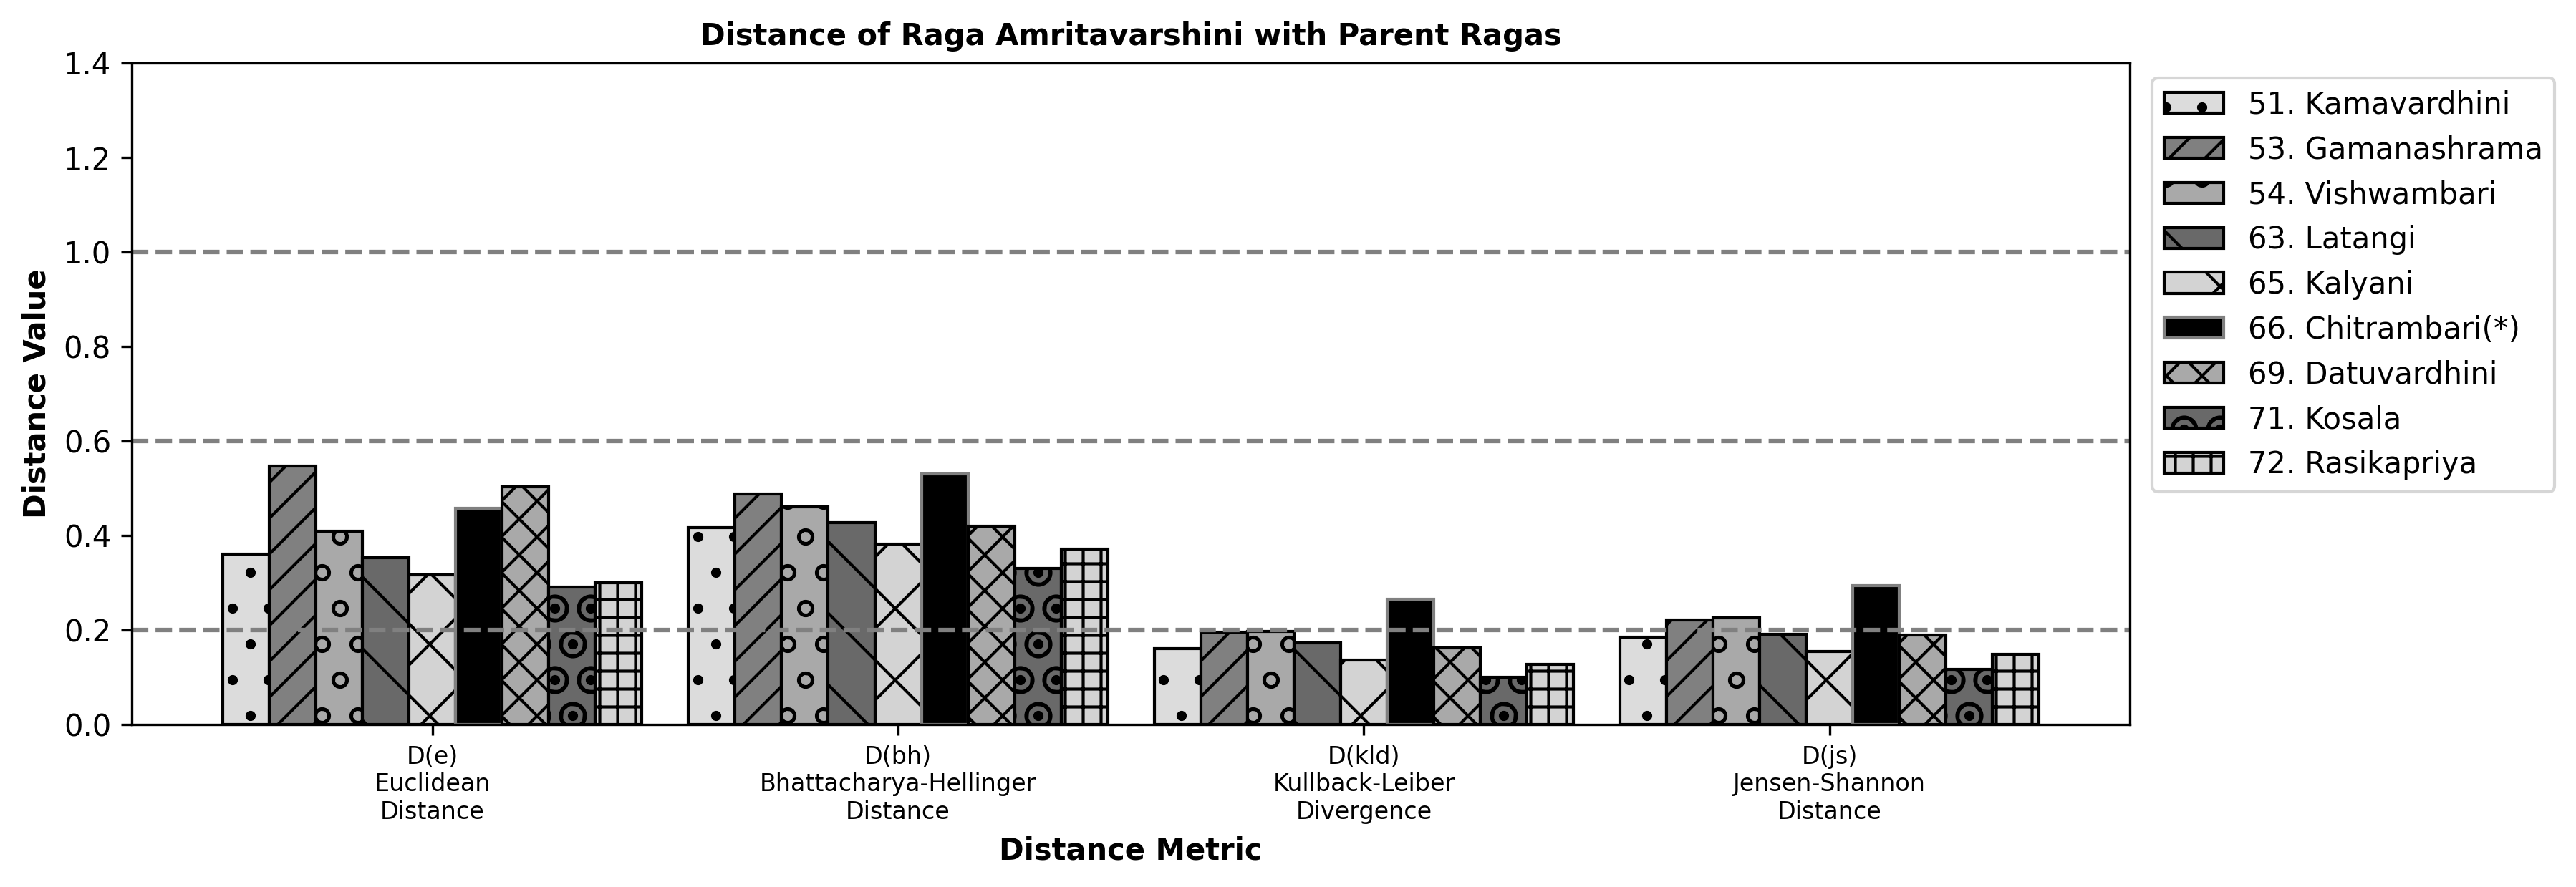 Distance of Raga Amritavarshini with Parent Ragas
Distance Value
1.4
1.2
1.0
0.8
0.6
0.4
0.2
0.0
D(e)
Euclidean
Distance
D(bh)
Bhattacharya-Hellinger
Distance
D(kld)
Kullback-Leiber
Divergence
D(js)
Jensen-Shannon
Distance
Distance Metric
51. Kamavardhini
53. Gamanashrama
54. Vishwambari
63. Latangi
65. Kalyani
66. Chitrambari(*)
69. Datuvardhini
71. Kosala
72. Rasikapriya